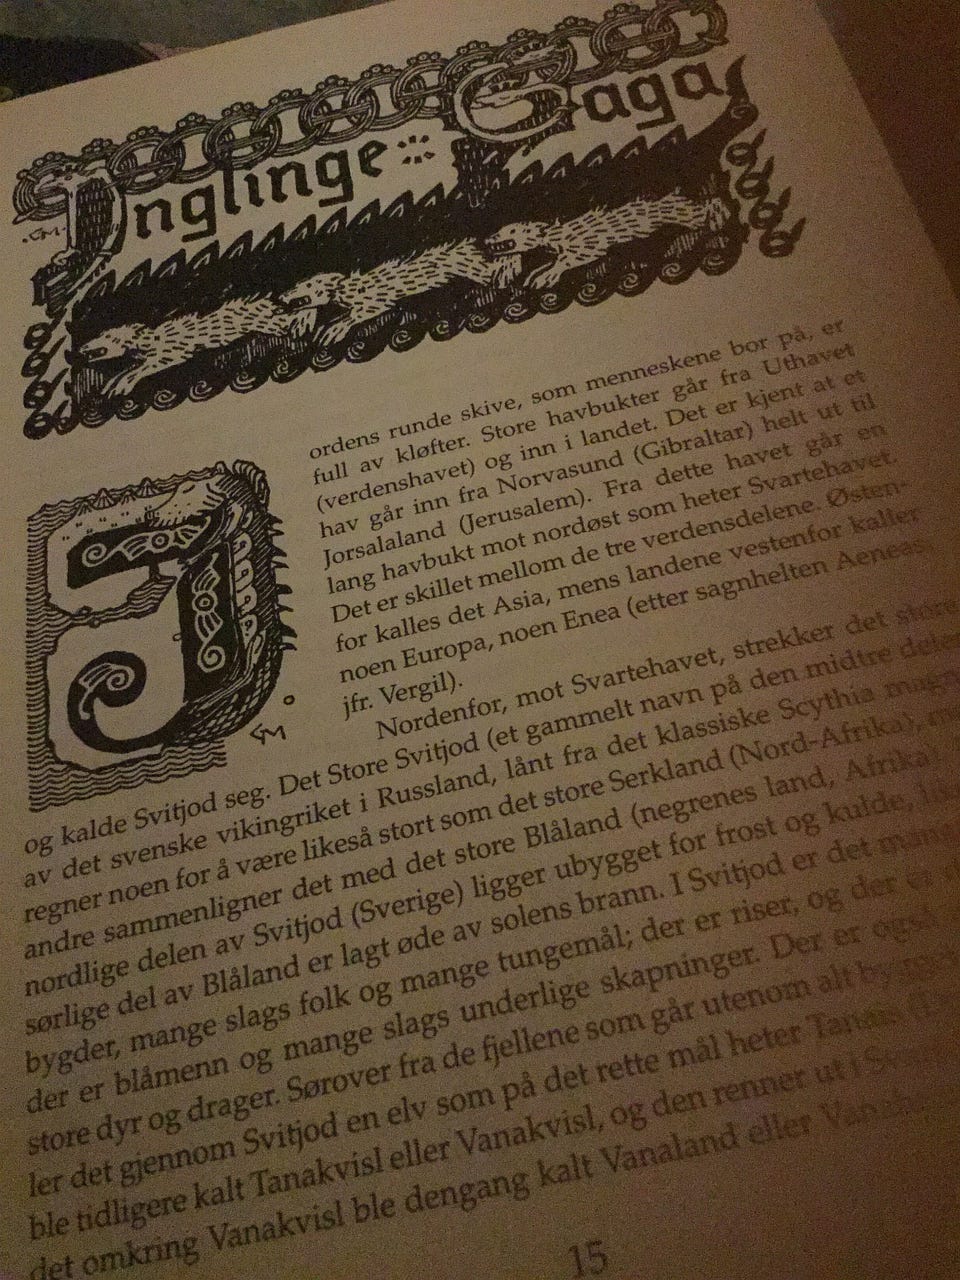 Ynglinge Saga
GM
J
ordens runde skive, som menneskene bor på, er
full av kløfter. Store havbukter går fra Uthavet
(verdenshavet) og inn i landet. Det er kjent at et
hav går inn fra Norvasund (Gibraltar) helt ut til
Jorsalaland (Jerusalem). Fra dette havet går en
lang havbukt mot nordøst som heter Svartehavet.
Det er skillet mellom de tre verdensdelene. Østen-
for kalles det Asia, mens landene vestenfor kaller
noen Europa, noen Enea (etter sagnhelten Aeneas,
jfr. Vergil).
GM
Nordenfor, mot Svartehavet, strekker det store
og kalde Svitjod seg. Det Store Svitjod (et gammelt navn på den midtre delen
av det svenske vikingriket i Russland, lånt fra det klassiske Scythia
regner noen for å være likeså stort som det store Serkland (Nord-Afrika),
andre sammenligner det med det store Blåland (negrenes land, Afrika).
nordlige delen av Svitjod (Sverige) ligger ubygget for frost og kulde,
sørlige del av Blåland er lagt øde av solens brann. I Svitjod er det mange
bygder, mange slags folk og mange tungemål; der er riser, og der er
der er blåmenn og mange slags underlige skapninger. Der er også
store dyr og drager. Sørover fra de fjellene som går utenom alt
ler det gjennom Svitjod en elv som på det rette mål heter Tanais
ble tidligere kalt Tanakvisl eller Vanakvisl, og den renner ut i
det omkring Vanakvisl ble dengang kalt Vanaland eller
15